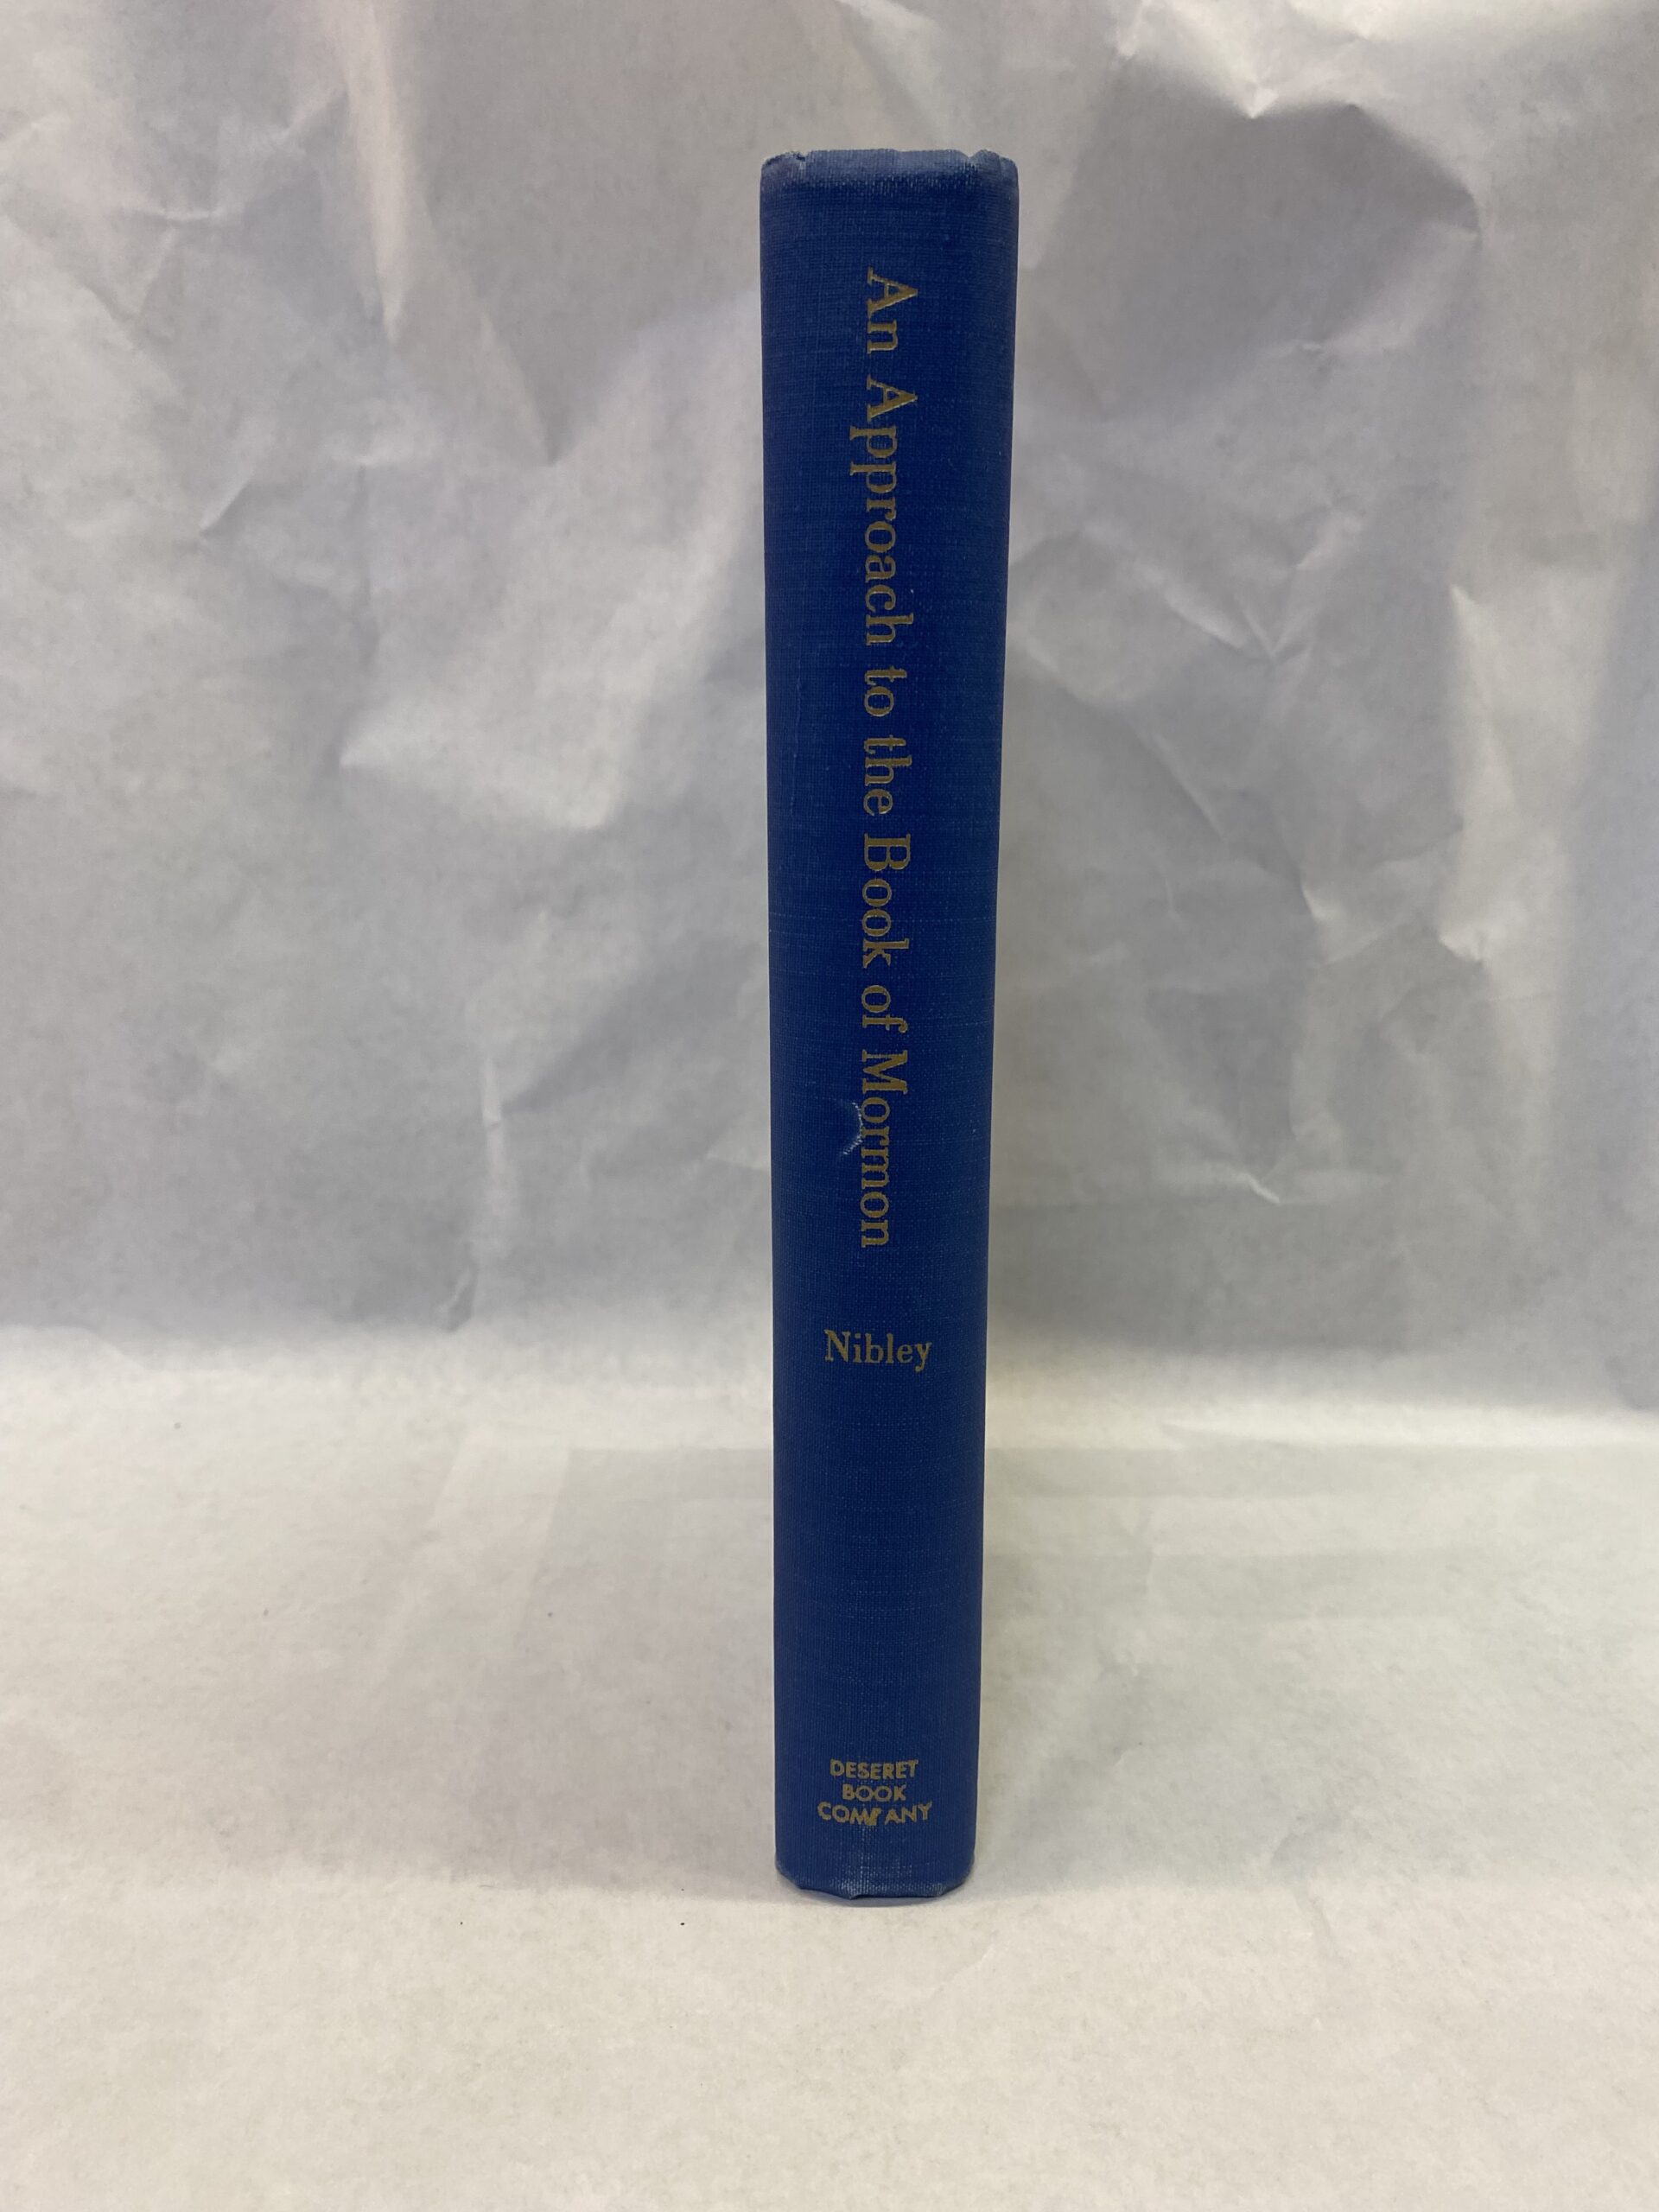 An Approach to the Book of Mormon
Nibley
DESERET
BOOK
COMPANY